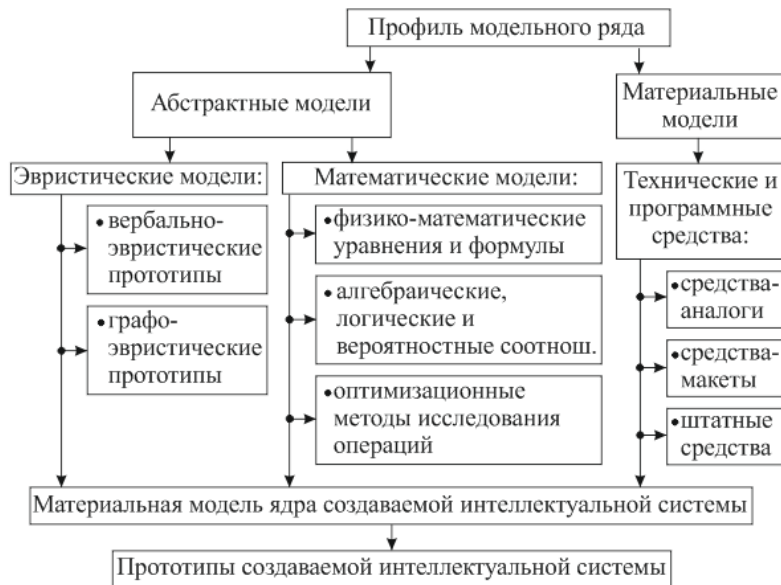 Профиль модельного ряда
Абстрактные модели
Материальные
модели
Эвристические модели:
• вербально-
эвристические
прототипы
• графо-
эвристические
прототипы
Математические модели:
• физико-математические
уравнения и формулы
• алгебраические,
логические и
вероятностные соотнош.
• оптимизационные
методы исследования
операций
Технические и
программные
средства:
• средства-
аналоги
• средства-
макеты
• штатные
средства
Материальная модель ядра создаваемой интеллектуальной системы
Прототипы создаваемой интеллектуальной системы